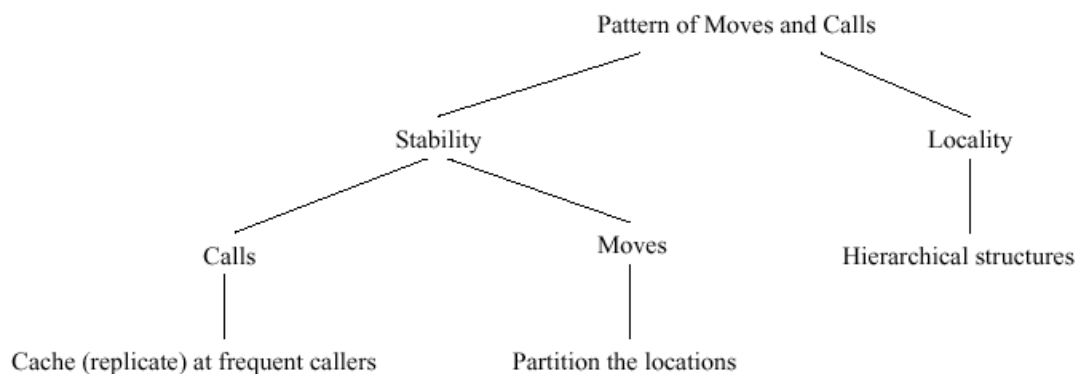 Pattern of Moves and Calls
Stability
Locality
Calls
Moves
Hierarchical structures
Cache (replicate) at frequent callers
Partition the locations